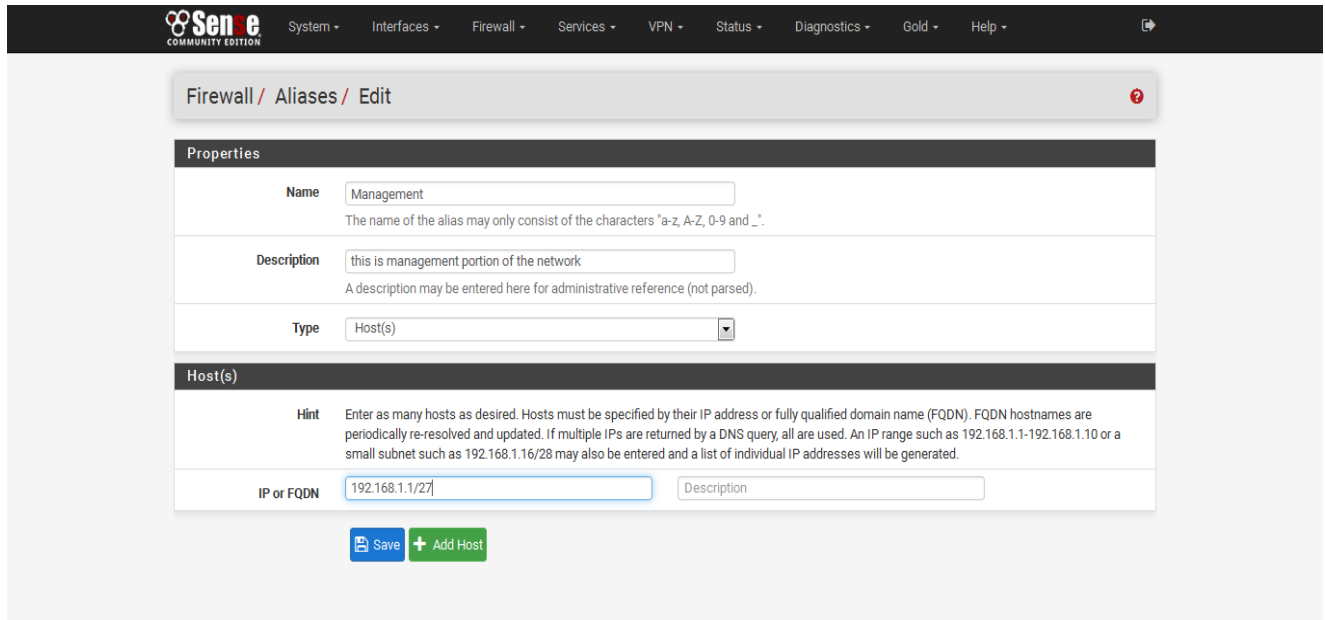 Sense
COMMUNITY EDITION
System Interfaces Firewall Services VPN Status Diagnostics Gold Help
Firewall / Aliases / Edit
Properties
Name Management
The name of the alias may only consist of the characters "a-z, A-Z, 0-9 and _".
Description this is management portion of the network
A description may be entered here for administrative reference (not parsed).
Type Host(s)
Host(s)
Hint Enter as many hosts as desired. Hosts must be specified by their IP address or fully qualified domain name (FQDN). FQDN hostnames are
periodically re-resolved and updated. If multiple IPs are returned by a DNS query, all are used. An IP range such as 192.168.1.1-192.168.1.10 or a
small subnet such as 192.168.1.16/28 may also be entered and a list of individual IP addresses will be generated.
IP or FQDN 192.168.1.1/27 Description
Save Add Host